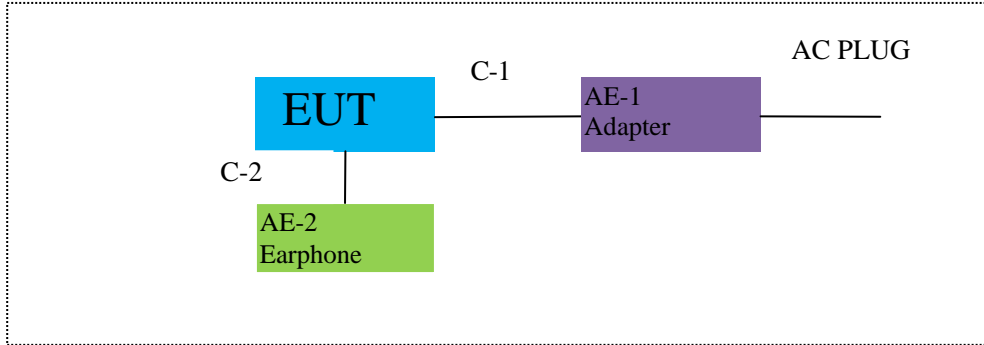 AC PLUG
C-1
EUT
AE-1
Adapter
C-2
AE-2
Earphone